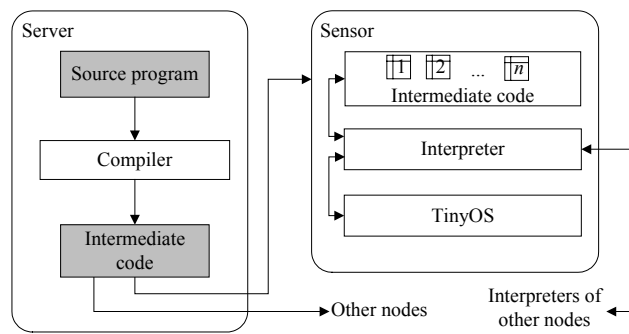 Server
Source program
Compiler
Intermediate
code
Other nodes
Sensor
1 2 ... n
Intermediate code
Interpreter
TinyOS
Interpreters of
other nodes